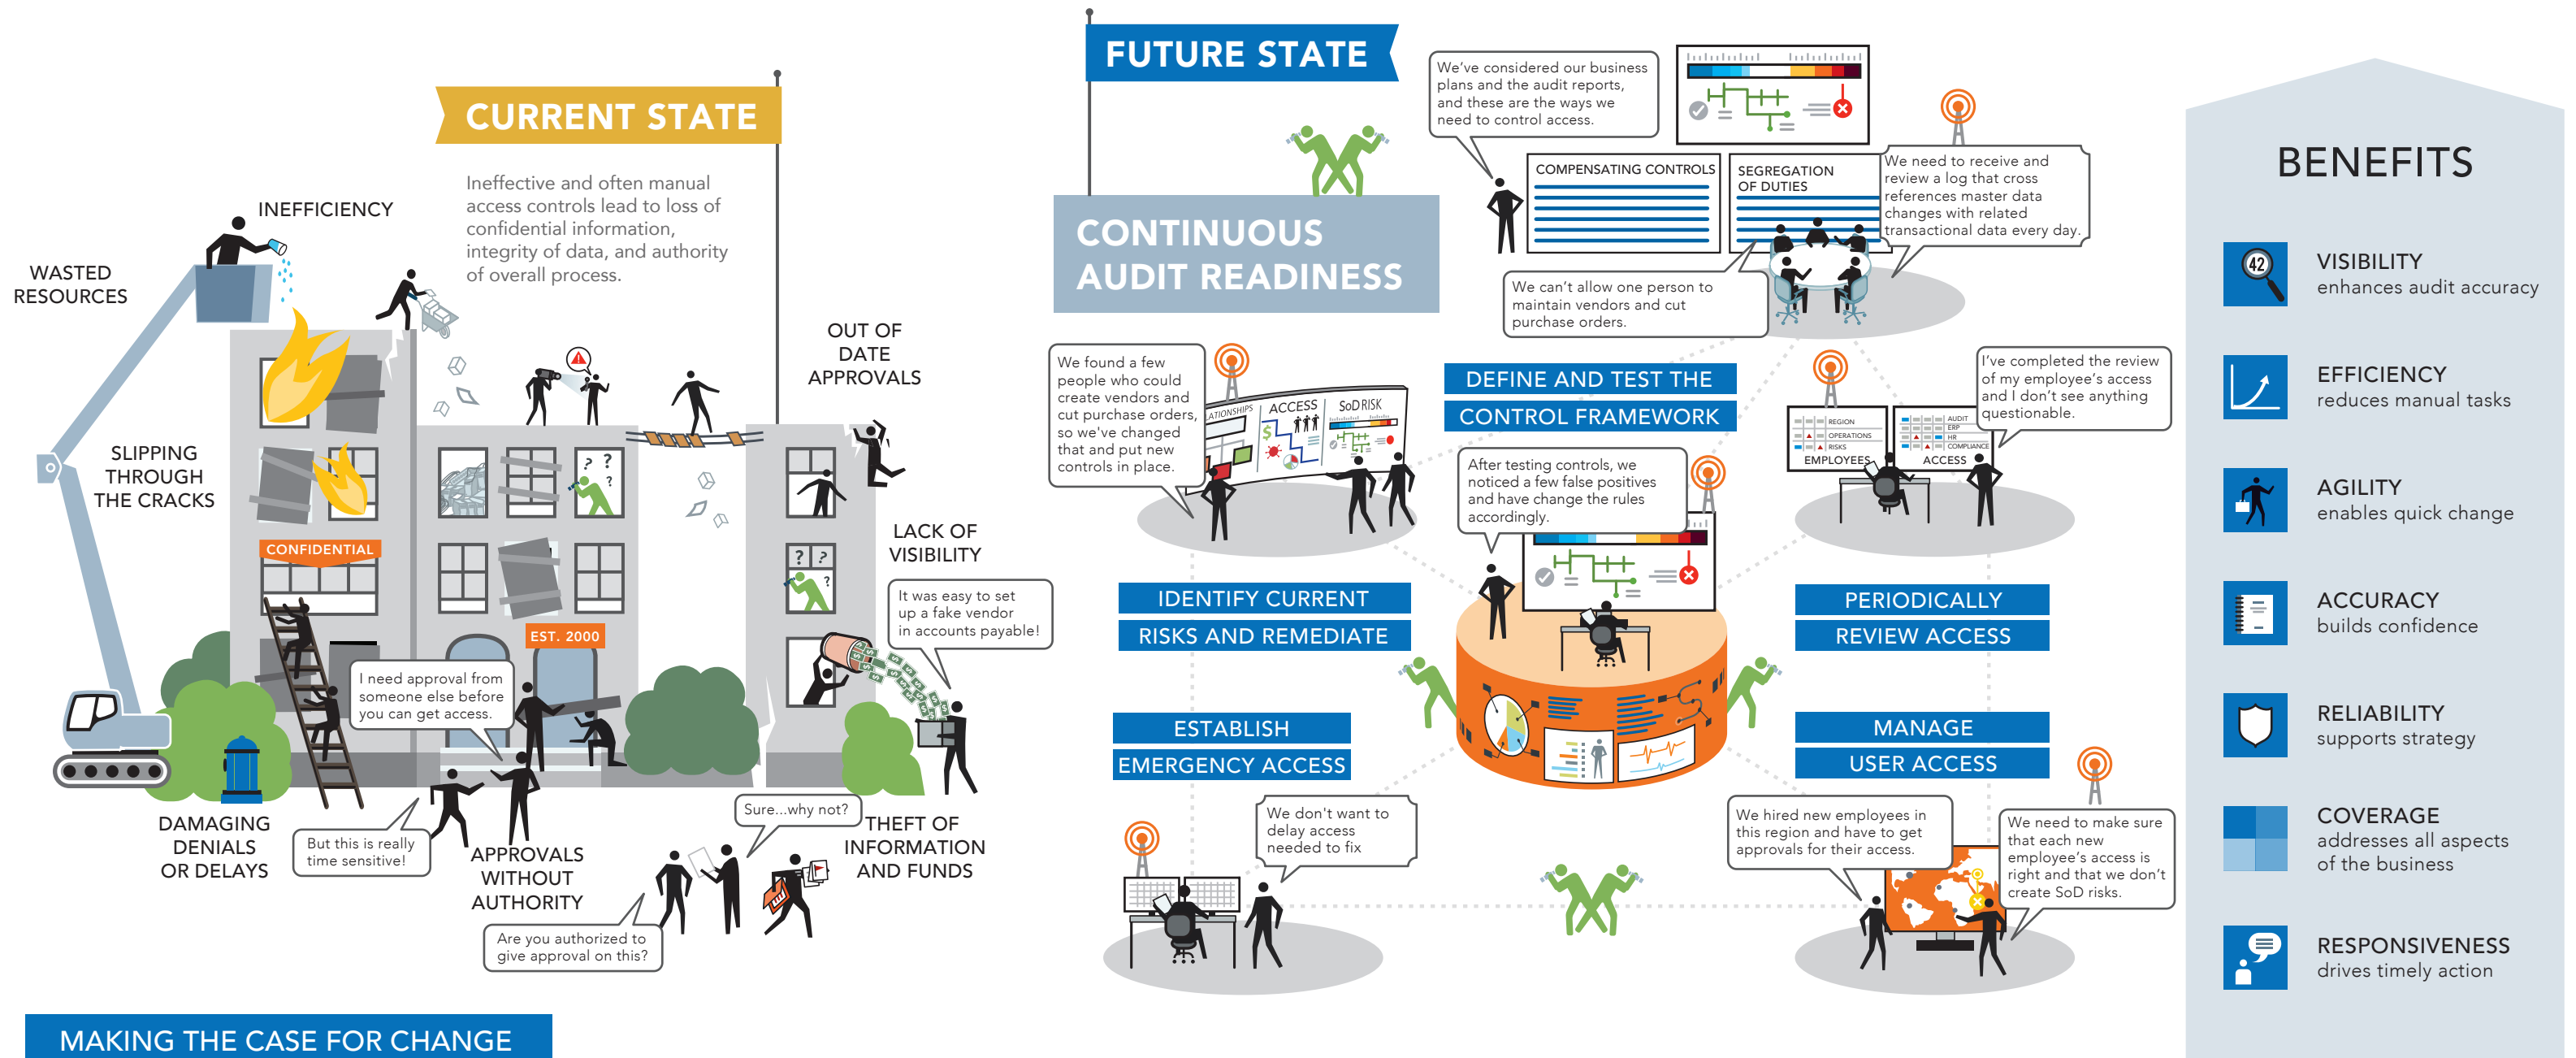 CURRENT STATE
Ineffective and often manual
access controls lead to loss of
confidential information,
integrity of data, and authority
of overall process.
INEFFICIENCY
WASTED
RESOURCES
OUT OF
DATE
APPROVALS
SLIPPING
THROUGH
THE CRACKS
? ?
?
CONFIDENTIAL
LACK OF
VISIBILITY
? ?
?
It was easy to set
up a fake vendor
in accounts payable!
EST. 2000
I need approval from
someone else before
you can get access.
DAMAGING
DENIALS
OR DELAYS
But this is really
time sensitive!
APPROVALS
WITHOUT
AUTHORITY
Sure...why not?
THEFT OF
INFORMATION
AND FUNDS
Are you authorized to
give approval on this?
MAKING THE CASE FOR CHANGE
FUTURE STATE
CONTINUOUS
AUDIT READINESS
We've considered our business
plans and the audit reports,
and these are the ways we
need to control access.
COMPENSATING CONTROLS
SEGREGATION
OF DUTIES
We need to receive and
review a log that cross
references master data
changes with related
transactional data every day.
We can't allow one person to
maintain vendors and cut
purchase orders.
We found a few
people who could
create vendors and
cut purchase orders,
so we've changed
that and put new
controls in place.
LATIONSHIPS
ACCESS
SoD RISK
$
DEFINE AND TEST THE
CONTROL FRAMEWORK
After testing controls, we
noticed a few false positives
and have change the rules
accordingly.
REGION
OPERATIONS
RISKS
EMPLOYEES
AUDIT
ERP
HR
COMPLIANCE
ACCESS
I've completed the review
of my employee's access
and I don't see anything
questionable.
IDENTIFY CURRENT
RISKS AND REMEDIATE
PERIODICALLY
REVIEW ACCESS
ESTABLISH
EMERGENCY ACCESS
MANAGE
USER ACCESS
We don't want to
delay access
needed to fix
We hired new employees in
this region and have to get
approvals for their access.
We need to make sure
that each new
employee's access is
right and that we don't
create SoD risks.
BENEFITS
42
VISIBILITY
enhances audit accuracy
EFFICIENCY
reduces manual tasks
AGILITY
enables quick change
ACCURACY
builds confidence
RELIABILITY
supports strategy
COVERAGE
addresses all aspects
of the business
RESPONSIVENESS
drives timely action